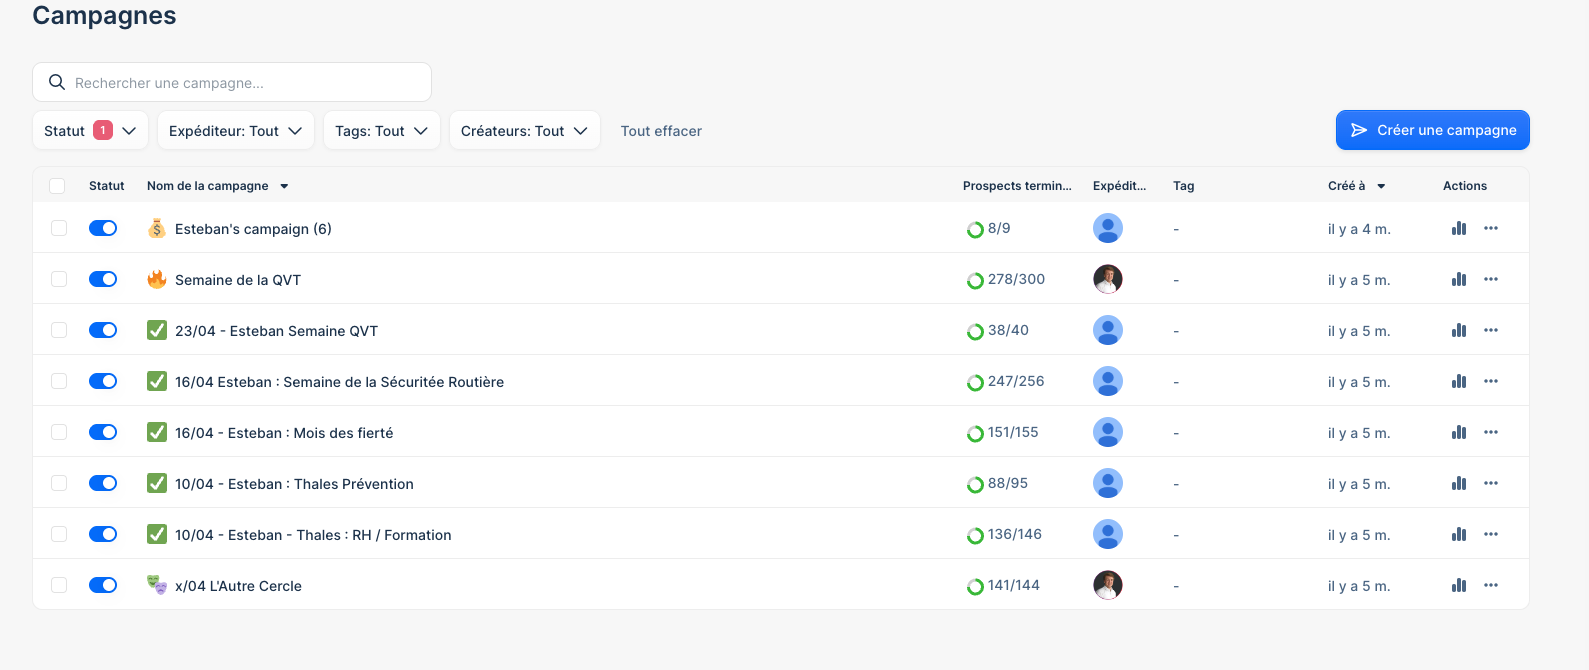 Campagnes
Rechercher une campagne...
Statut 1 Expéditeur: Tout Tags: Tout Créateurs: Tout Tout effacer Créer une campagne
Statut Nom de la campagne Prospects termin... Expédit... Tag Créé à Actions
Esteban's campaign (6) 8/9 - il y a 4 m.
Semaine de la QVT 278/300 - il y a 5 m.
23/04 - Esteban Semaine QVT 38/40 - il y a 5 m.
16/04 Esteban : Semaine de la Sécuritée Routière 247/256 - il y a 5 m.
16/04 - Esteban : Mois des fierté 151/155 - il y a 5 m.
10/04 - Esteban : Thales Prévention 88/95 - il y a 5 m.
10/04 - Esteban - Thales : RH / Formation 136/146 - il y a 5 m.
x/04 L'Autre Cercle 141/144 - il y a 5 m.